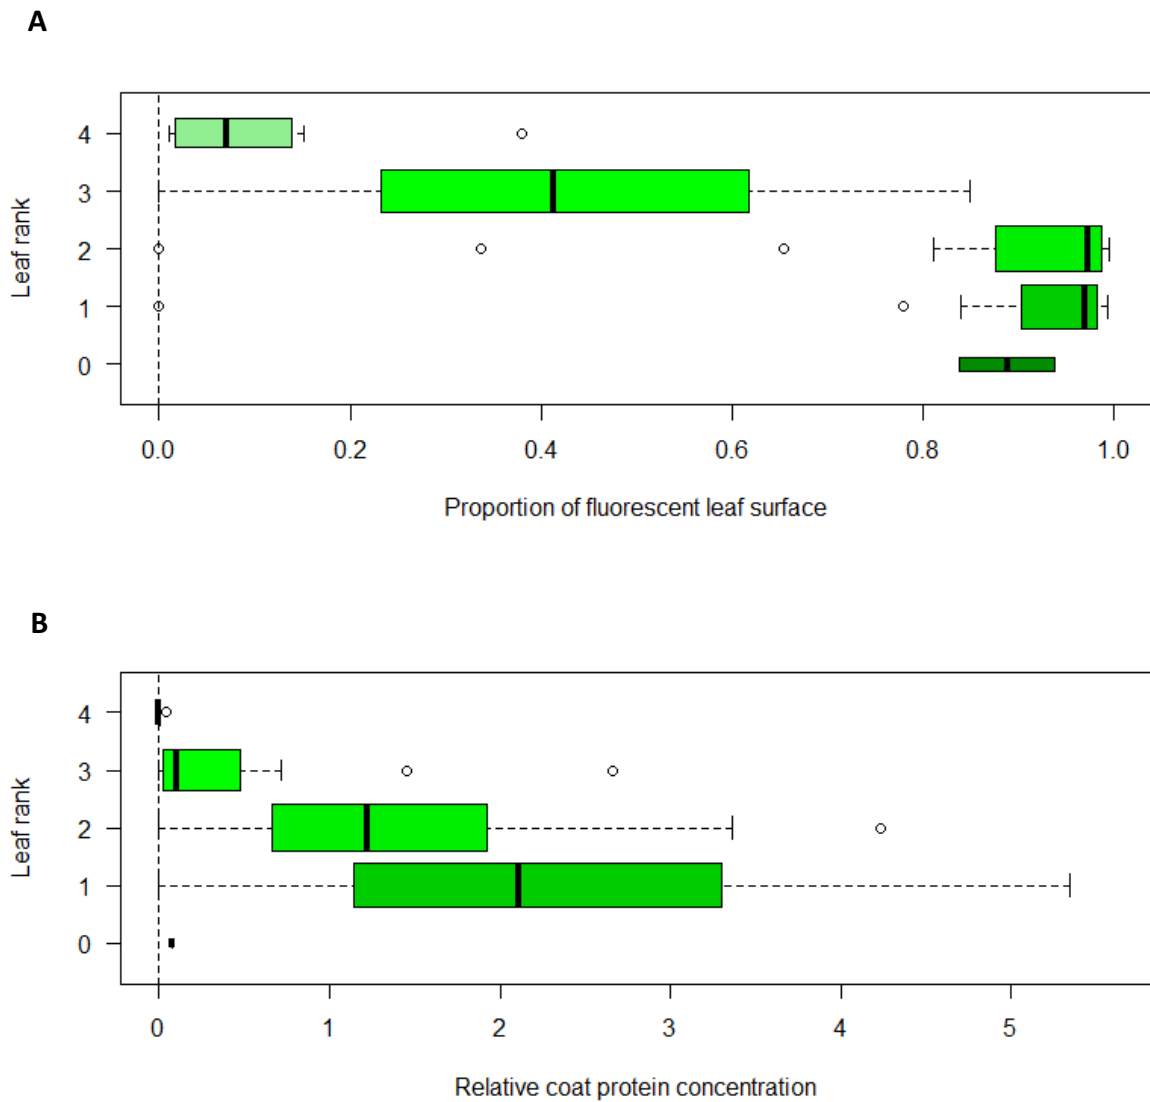 A
Leaf rank
4
3
2
1
0
0.0 0.2 0.4 0.6 0.8 1.0
Proportion of fluorescent leaf surface
B
Leaf rank
4
3
2
1
0
0 1 2 3 4 5
Relative coat protein concentration